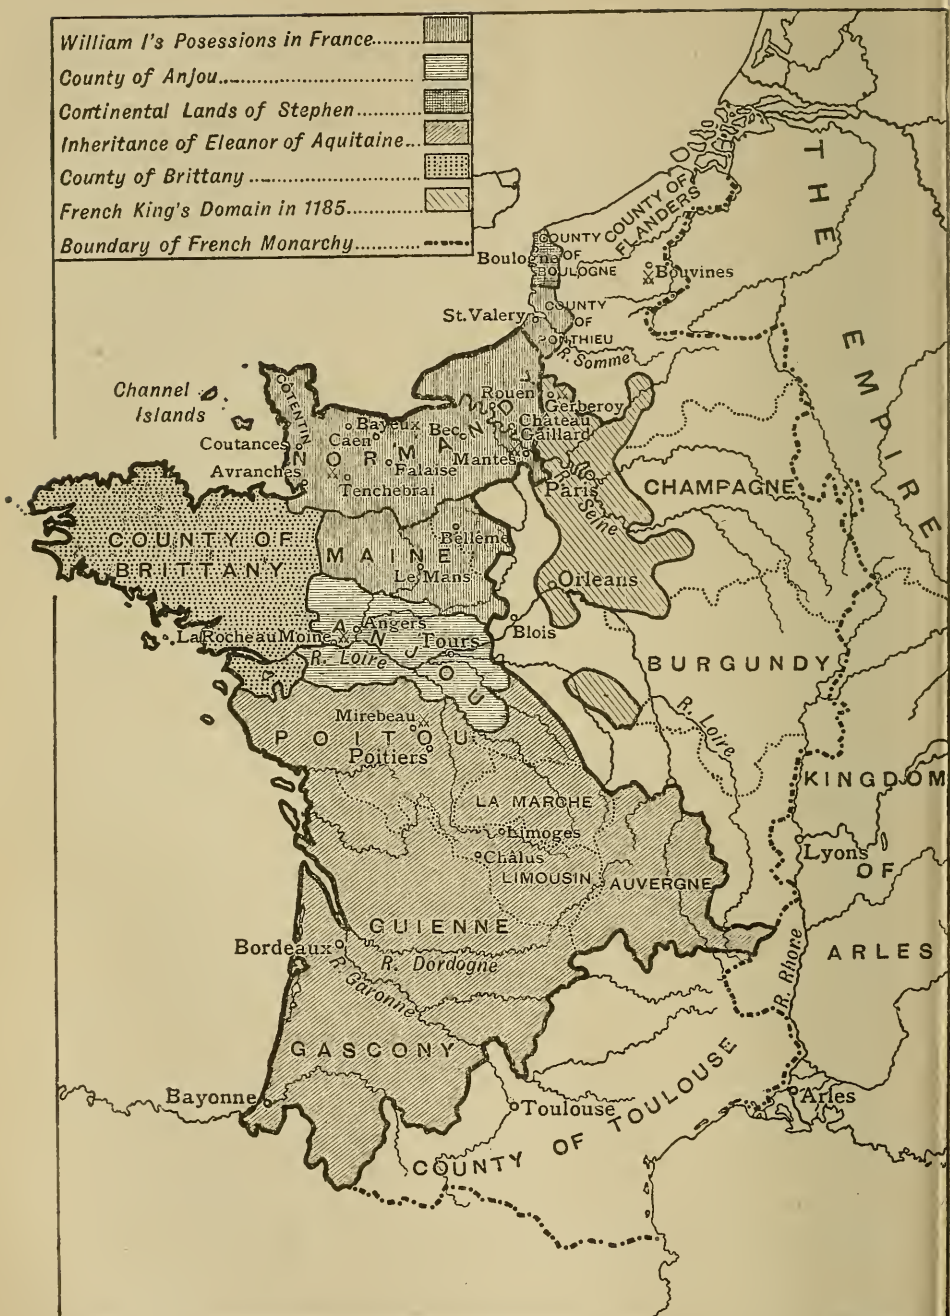 William I's Posessions in France
County of Anjou
Continental Lands of Stephen
Inheritance of Eleanor of Aquitaine
County of Brittany
French King's Domain in 1185
Boundary of French Monarchy
THE
EMPIRE
COUNTY OF
FLANDERS
COUNTY
OF
BOULOGNE
Boulogne
Bouvines
St. Valery
COUNTY
OF
PONTHIEU
R. Somme
Channel
Islands
COTENTIN
Rouen
Gerberoy
Château
Gaillard
Bayeux
Bec
Caen
Coutances
NORMANDY
Falaise
Mantes
Avranches
Tenchebrai
Paris
Seine
CHAMPAGNE
COUNTY OF
BRITTANY
MAINE
Bellême
Le Mans
Orleans
ANJOU
Angers
Blois
La Roche au Moine
Tours
R. Loire
BURGUNDY
R. Loire
Mirebeau
POITOU
Poitiers
KINGDOM
OF
ARLES
LA MARCHE
Limoges
Châlus
LIMOUSIN
AUVERGNE
Lyons
GUIENNE
Bordeaux
R. Dordogne
R. Garonne
R. Rhone
GASCONY
Bayonne
Toulouse
Arles
COUNTY OF TOULOUSE